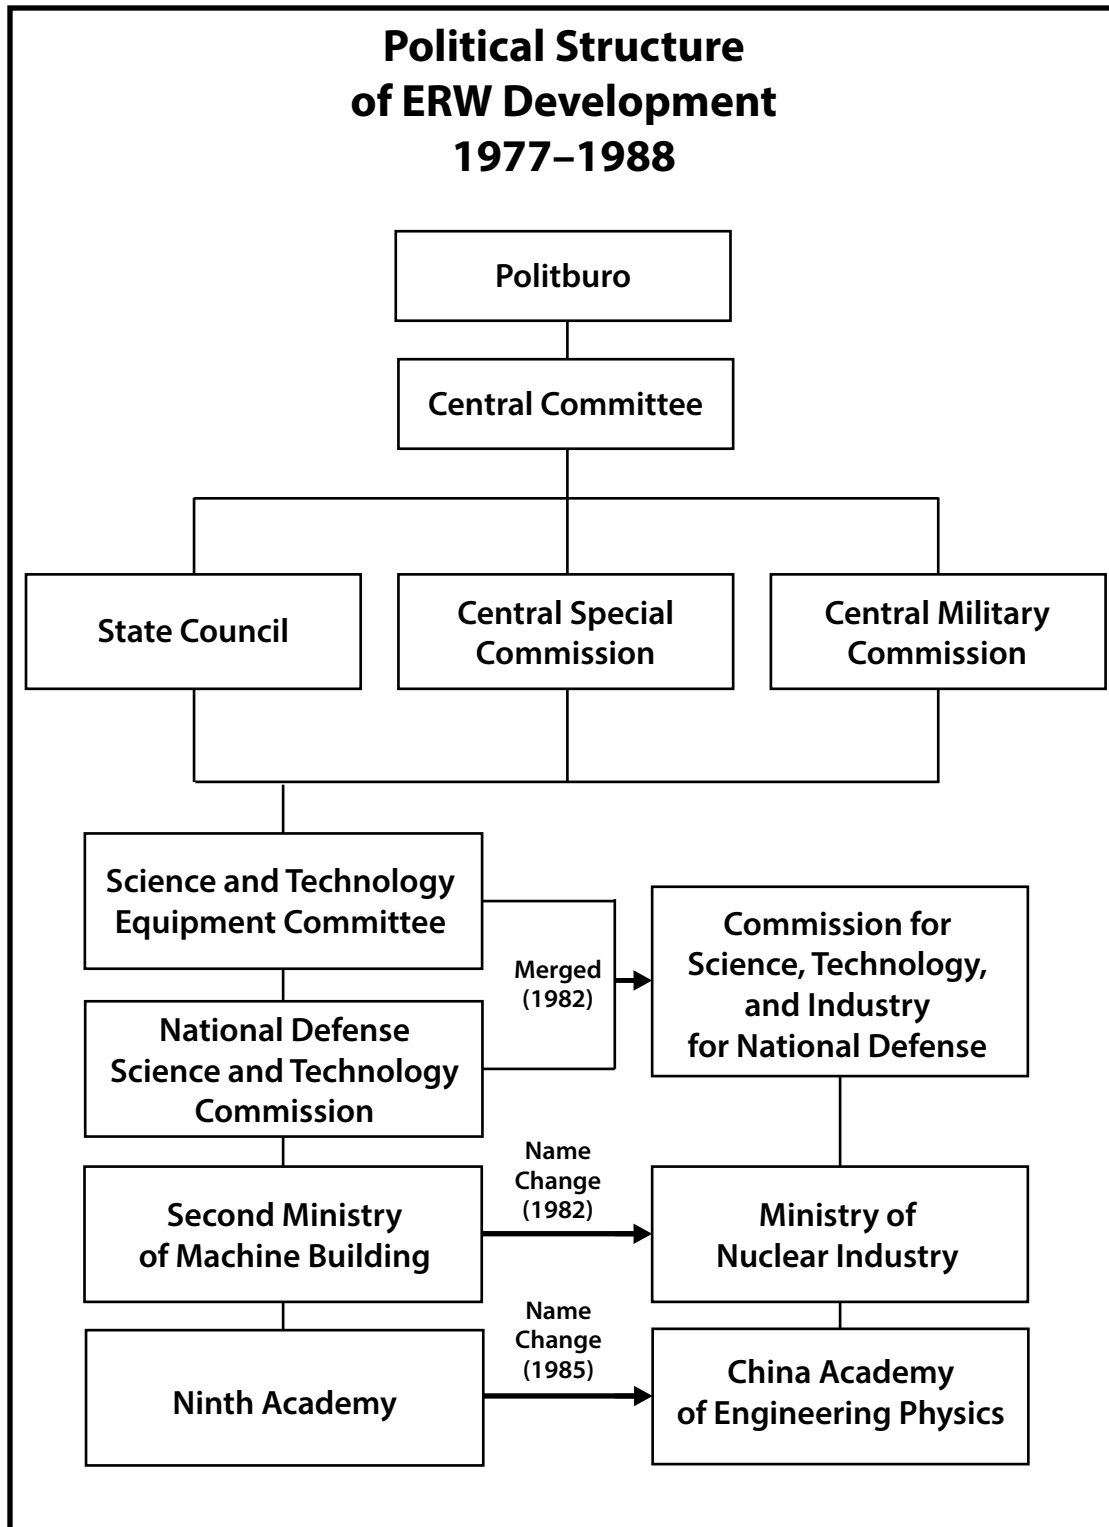 Political Structure
of ERW Development
1977–1988
Politburo
Central Committee
State Council
Central Special
Commission
Central Military
Commission
Science and Technology
Equipment Committee
Merged
(1982)
Commission for
Science, Technology,
and Industry
for National Defense
National Defense
Science and Technology
Commission
Second Ministry
of Machine Building
Name
Change
(1982)
Ministry of
Nuclear Industry
Ninth Academy
Name
Change
(1985)
China Academy
of Engineering Physics